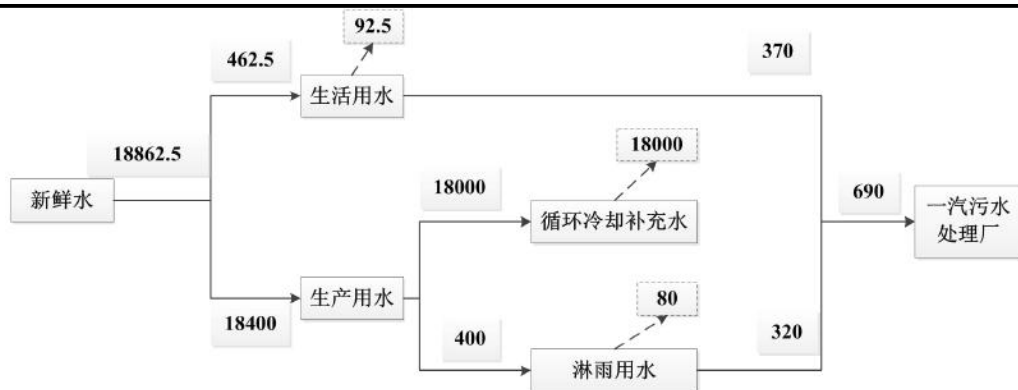 92.5
462.5
370
生活用水
18862.5
18000
新鲜水
18000
690
循环冷却补充水
一汽污水
处理厂
生产用水
80
18400
400
320
淋雨用水